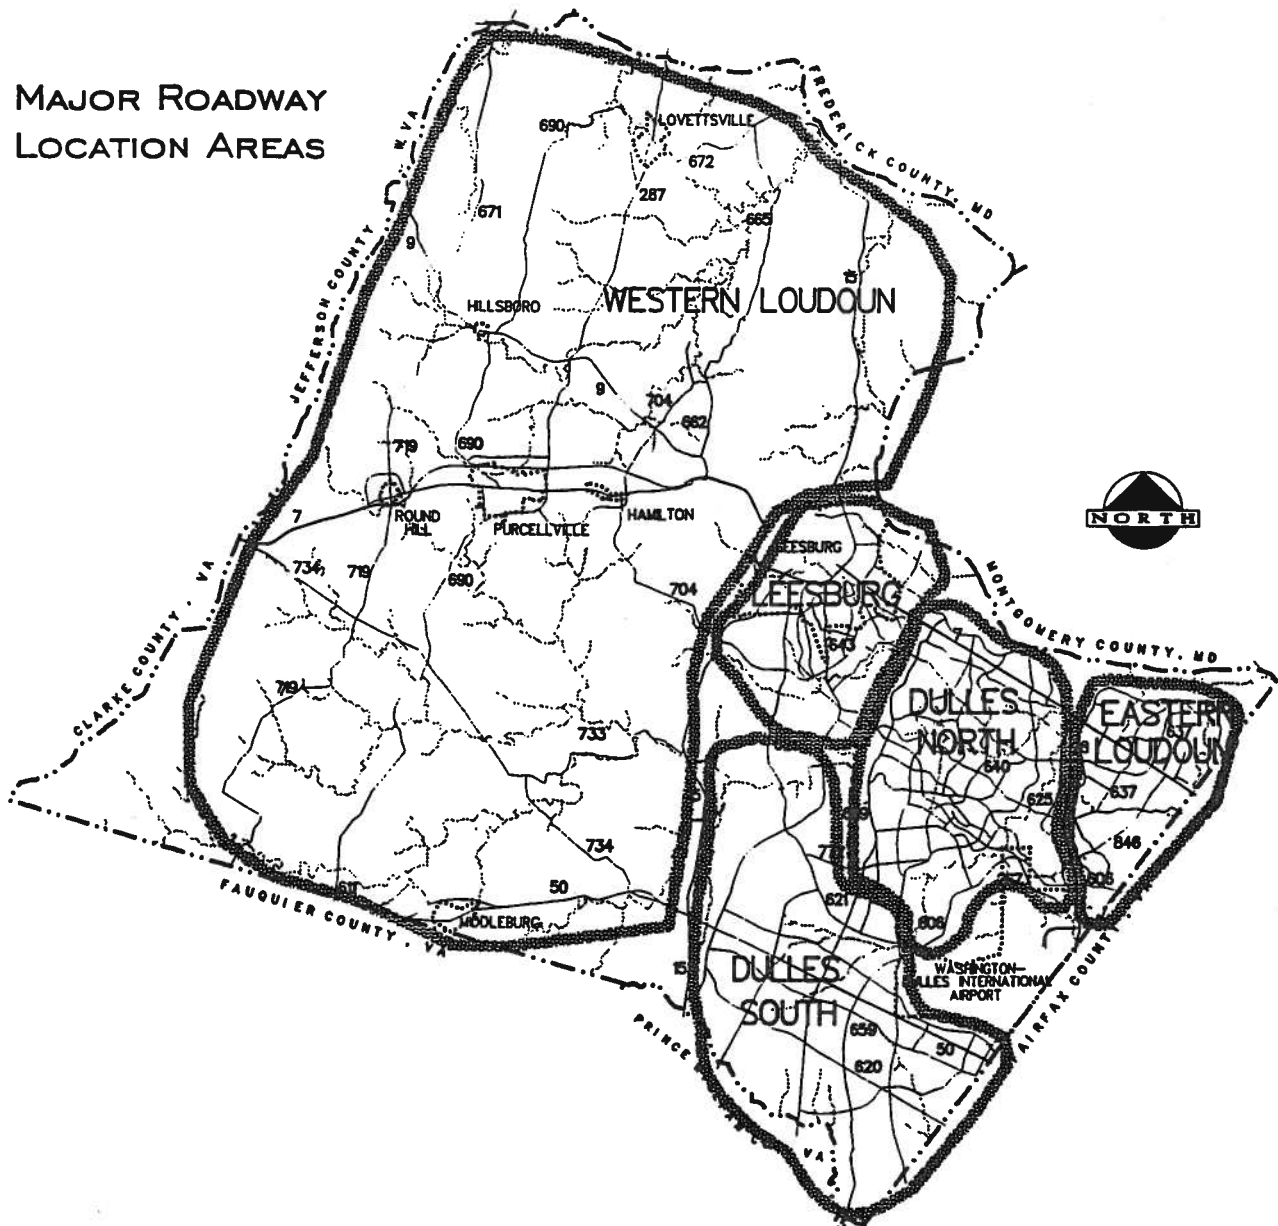 MAJOR ROADWAY
LOCATION AREAS
W.VA
FREDERICK COUNTY, MD
690
LOVETTSVILLE
672
287
671
665
9
15
JEFFERSON COUNTY
HILLSBORO
WESTERN LOUDOUN
9
704
662
719
690
7
ROUND
HILL
PURCELLVILLE
HAMILTON
NORTH
LEESBURG
734
719
690
704
LEESBURG
643
MONTGOMERY COUNTY, MD
CLARKE COUNTY, VA
7
719
DULLES
NORTH
EASTERN
LOUDOUN
733
640
637
625
637
734
846
611
50
621
606
606
FAUQUIER COUNTY, VA
MIDDLEBURG
15
DULLES
SOUTH
WASHINGTON-
DULLES INTERNATIONAL
AIRPORT
FAIRFAX COUNTY
PRINCE
659
50
620
VA